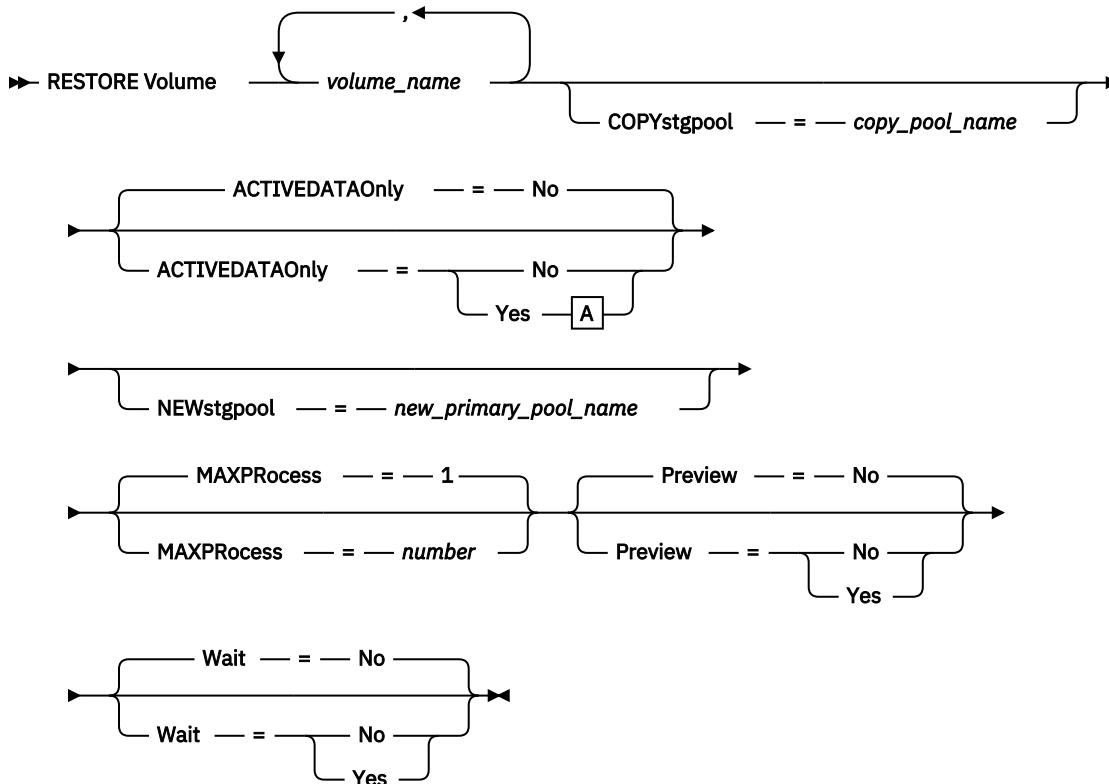 ,
RESTORE Volume volume_name
COPYstgpool = copy_pool_name
ACTIVEDATAOnly = No
ACTIVEDATAOnly = No
Yes A
NEWstgpool = new_primary_pool_name
MAXPRocess = 1 Preview = No
MAXPRocess = number Preview = No
Yes
Wait = No
Wait = No
Yes